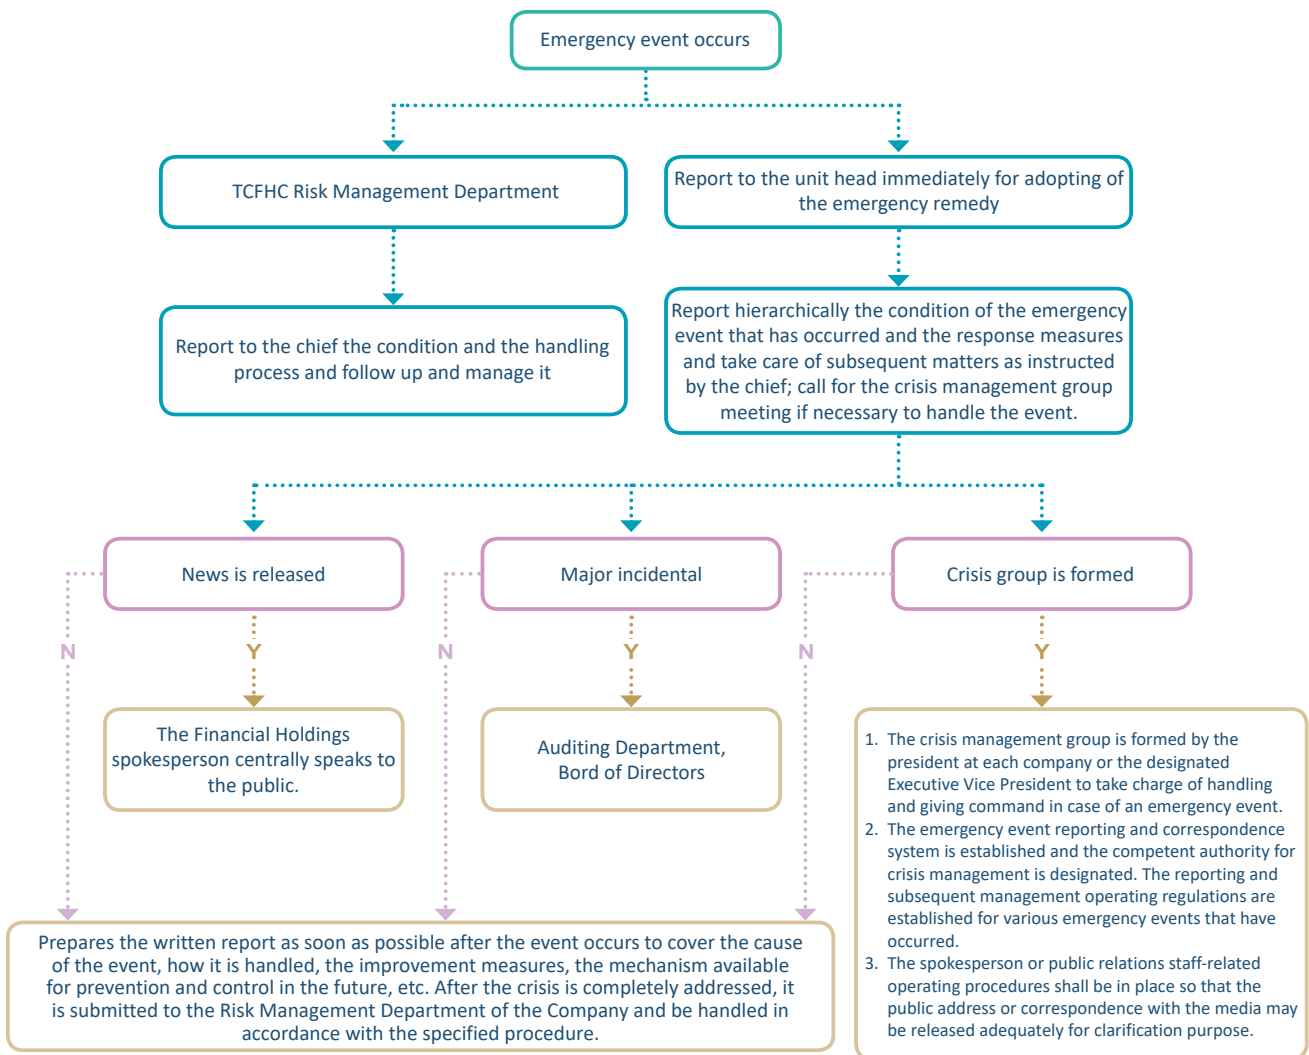 Emergency event occurs
TCFHC Risk Management Department
Report to the unit head immediately for adopting of
the emergency remedy
Report to the chief the condition and the handling
process and follow up and manage it
Report hierarchically the condition of the emergency
event that has occurred and the response measures
and take care of subsequent matters as instructed
by the chief; call for the crisis management group
meeting if necessary to handle the event.
News is released
Major incidental
Crisis group is formed
N
Y
N
Y
N
Y
The Financial Holdings
spokesperson centrally speaks to
the public.
Auditing Department,
Bord of Directors
1. The crisis management group is formed by the
president at each company or the designated
Executive Vice President to take charge of handling
and giving command in case of an emergency event.
2. The emergency event reporting and correspondence
system is established and the competent authority for
crisis management is designated. The reporting and
subsequent management operating regulations are
established for various emergency events that have
occurred.
3. The spokesperson or public relations staff-related
operating procedures shall be in place so that the
public address or correspondence with the media may
be released adequately for clarification purpose.
Prepares the written report as soon as possible after the event occurs to cover the cause
of the event, how it is handled, the improvement measures, the mechanism available
for prevention and control in the future, etc. After the crisis is completely addressed, it
is submitted to the Risk Management Department of the Company and be handled in
accordance with the specified procedure.